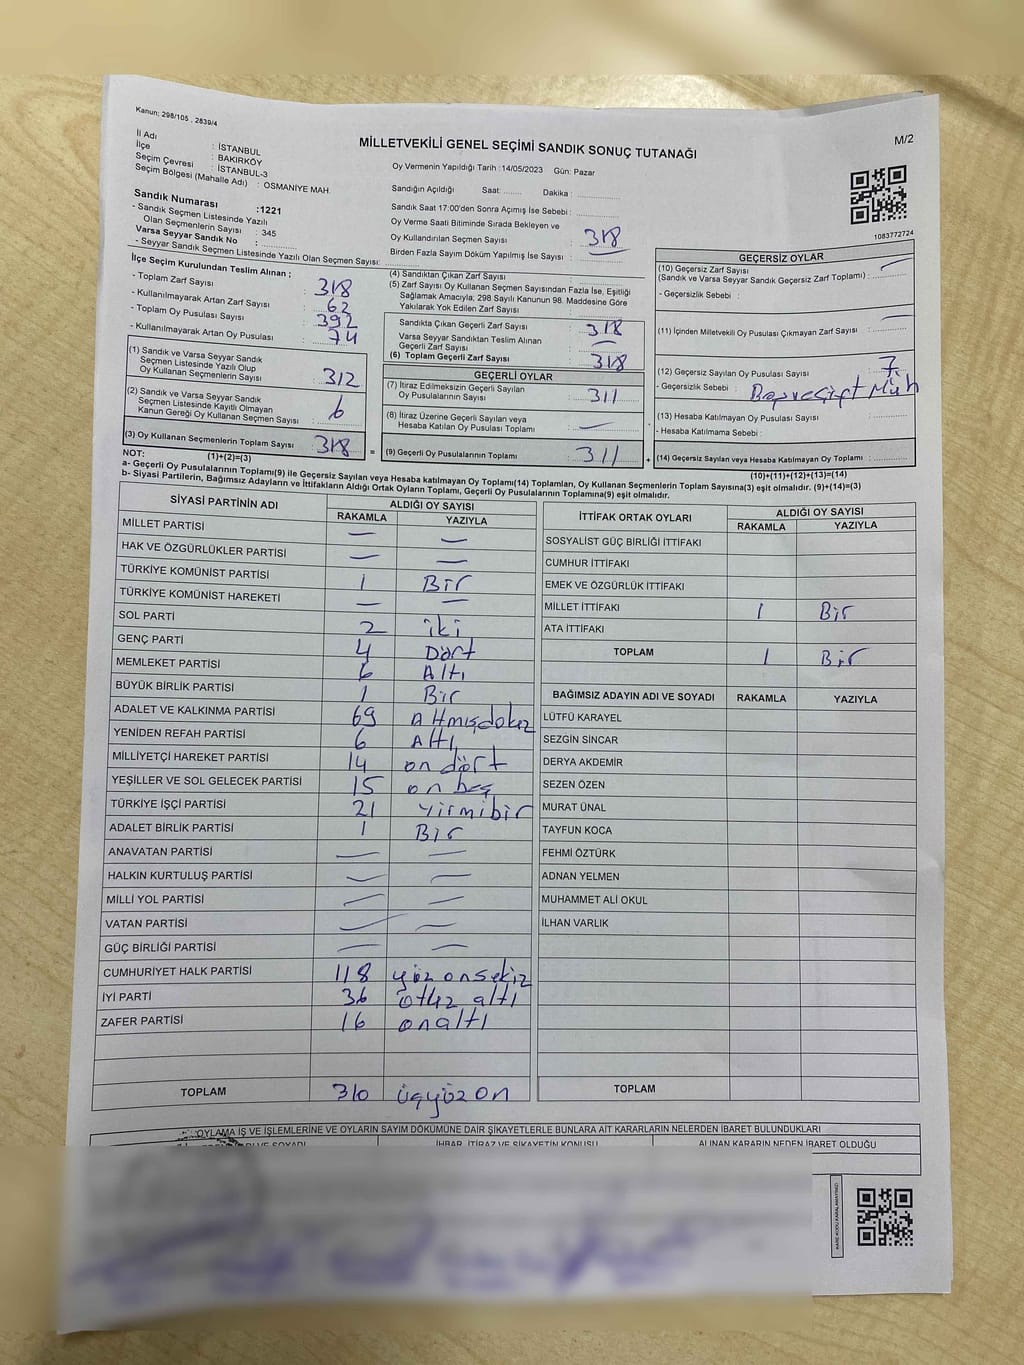 Kanun; 298/105 , 2839/4
MİLLETVEKİLİ GENEL SEÇİMİ SANDIK SONUÇ TUTANAĞI
M/2
İl Adı : İSTANBUL
İlçe : BAKIRKÖY
Seçim Çevresi : İSTANBUL-3
Seçim Bölgesi (Mahalle Adı) : OSMANİYE MAH.
Sandık Numarası :1221
- Sandık Seçmen Listesinde Yazılı
Olan Seçmenlerin Sayısı : 345
Varsa Seyyar Sandık No :
- Seyyar Sandık Seçmen Listesinde Yazılı Olan Seçmen Sayısı:
Oy Vermenin Yapıldığı Tarih :14/05/2023 Gün: Pazar
Sandığın Açıldığı Saat: Dakika :
Sandık Saat 17:00'den Sonra Açımış İse Sebebi :
Oy Verme Saati Bitiminde Sırada Bekleyen ve
Oy Kullandırılan Seçmen Sayısı : 318
Birden Fazla Sayım Döküm Yapılmış İse Sayısı :
1083772724
İlçe Seçim Kurulundan Teslim Alınan ;
- Toplam Zarf Sayısı : 318
- Kullanılmayarak Artan Zarf Sayısı : 62
- Toplam Oy Pusulası Sayısı : 392
- Kullanılmayarak Artan Oy Pusulası : 74
(1) Sandık ve Varsa Seyyar Sandık
Seçmen Listesinde Yazılı Olup
Oy Kullanan Seçmenlerin Sayısı : 312
(2) Sandık ve Varsa Seyyar Sandık
Seçmen Listesinde Kayıtlı Olmayan
Kanun Gereği Oy Kullanan Seçmen Sayısı : 6
(3) Oy Kullanan Seçmenlerin Toplam Sayısı : 318
(1)+(2)=(3)
(4) Sandıktan Çıkan Zarf Sayısı :
(5) Zarf Sayısı Oy Kullanan Seçmen Sayısından Fazla İse, Eşitliği
Sağlamak Amacıyla; 298 Sayılı Kanunun 98. Maddesine Göre
Yakılarak Yok Edilen Zarf Sayısı :
Sandıkta Çıkan Geçerli Zarf Sayısı : 318
Varsa Seyyar Sandıktan Teslim Alınan
Geçerli Zarf Sayısı : —
(6) Toplam Geçerli Zarf Sayısı : 318
GEÇERLİ OYLAR
(7) İtiraz Edilmeksizin Geçerli Sayılan
Oy Pusulalarının Sayısı : 311
(8) İtiraz Üzerine Geçerli Sayılan veya
Hesaba Katılan Oy Pusulası Toplamı : —
= (9) Geçerli Oy Pusulalarının Toplamı : 311
GEÇERSİZ OYLAR
(10) Geçersiz Zarf Sayısı —
(Sandık ve Oy Varsa Seyyar Sandık Geçersiz Zarf Toplamı) :
- Geçersizlik Sebebi :
(11) İçinden Milletvekili Oy Pusulası Çıkmayan Zarf Sayısı : —
(12) Geçersiz Sayılan Oy Pusulası Sayısı : 7
- Geçersizlik Sebebi :
(13) Hesaba Katılmayan Oy Pusulası Sayısı :
- Hesaba Katılmama Sebebi :
+ (14) Geçersiz Sayılan veya Hesaba Katılmayan Oy Toplamı :
(10)+(11)+(12)+(13)=(14)
NOT:
a- Geçerli Oy Pusulalarının Toplamı(9) ile Geçersiz Sayılan veya Hesaba katılmayan Oy Toplamı(14) Toplamları, Oy Kullanan Seçmenlerin Toplam Sayısına(3) eşit olmalıdır. (9)+(14)=(3)
b- Siyasi Partilerin, Bağımsız Adayların ve İttifakların Aldığı Ortak Oyların Toplamı, Geçerli Oy Pusulalarının Toplamına(9) eşit olmalıdır.
SİYASİ PARTİNİN ADI ALDIĞI OY SAYISI
RAKAMLA YAZIYLA
MİLLET PARTİSİ — —
HAK VE ÖZGÜRLÜKLER PARTİSİ — —
TÜRKİYE KOMÜNİST PARTİSİ 1 Bir
TÜRKİYE KOMÜNİST HAREKETİ — —
SOL PARTİ 2 iki
GENÇ PARTİ 4 Dört
MEMLEKET PARTİSİ 6 Altı
BÜYÜK BİRLİK PARTİSİ 1 Bir
ADALET VE KALKINMA PARTİSİ 69 Altmışdokuz
YENİDEN REFAH PARTİSİ 6 Altı
MİLLİYETÇİ HAREKET PARTİSİ 14 on dört
YEŞİLLER VE SOL GELECEK PARTİSİ 15 on beş
TÜRKİYE İŞÇİ PARTİSİ 21 yirmibir
ADALET BİRLİK PARTİSİ 1 Bir
ANAVATAN PARTİSİ — —
HALKIN KURTULUŞ PARTİSİ — —
MİLLİ YOL PARTİSİ — —
VATAN PARTİSİ — —
GÜÇ BİRLİĞİ PARTİSİ — —
CUMHURİYET HALK PARTİSİ 118 yüz onsekiz
İYİ PARTİ 36 otuz altı
ZAFER PARTİSİ 16 onaltı
TOPLAM 310 üçyüz on
İTTİFAK ORTAK OYLARI ALDIĞI OY SAYISI
RAKAMLA YAZIYLA
SOSYALİST GÜÇ BİRLİĞİ İTTİFAKI
CUMHUR İTTİFAKI
EMEK VE ÖZGÜRLÜK İTTİFAKI
MİLLET İTTİFAKI 1 Bir
ATA İTTİFAKI
TOPLAM 1 Bir
BAĞIMSIZ ADAYIN ADI VE SOYADI RAKAMLA YAZIYLA
LÜTFÜ KARAYEL
SEZGİN SİNCAR
DERYA AKDEMİR
SEZEN ÖZEN
MURAT ÜNAL
TAYFUN KOCA
FEHMİ ÖZTÜRK
ADNAN YELMEN
MUHAMMET ALİ OKUL
İLHAN VARLIK
TOPLAM
OYLAMA İŞ VE İŞLEMLERİNE VE OYLARIN SAYIM DÖKÜMÜNE DAİR ŞİKAYETLERLE BUNLARA AİT KARARLARIN NELERDEN İBARET BULUNDUKLARI
VE SOYADI İHBAR, İTİRAZ VE ŞİKAYETİN KONUSU ALINAN KARARIN NEDEN İBARET OLDUĞU
KARE KODU KARALAMAYINIZ!